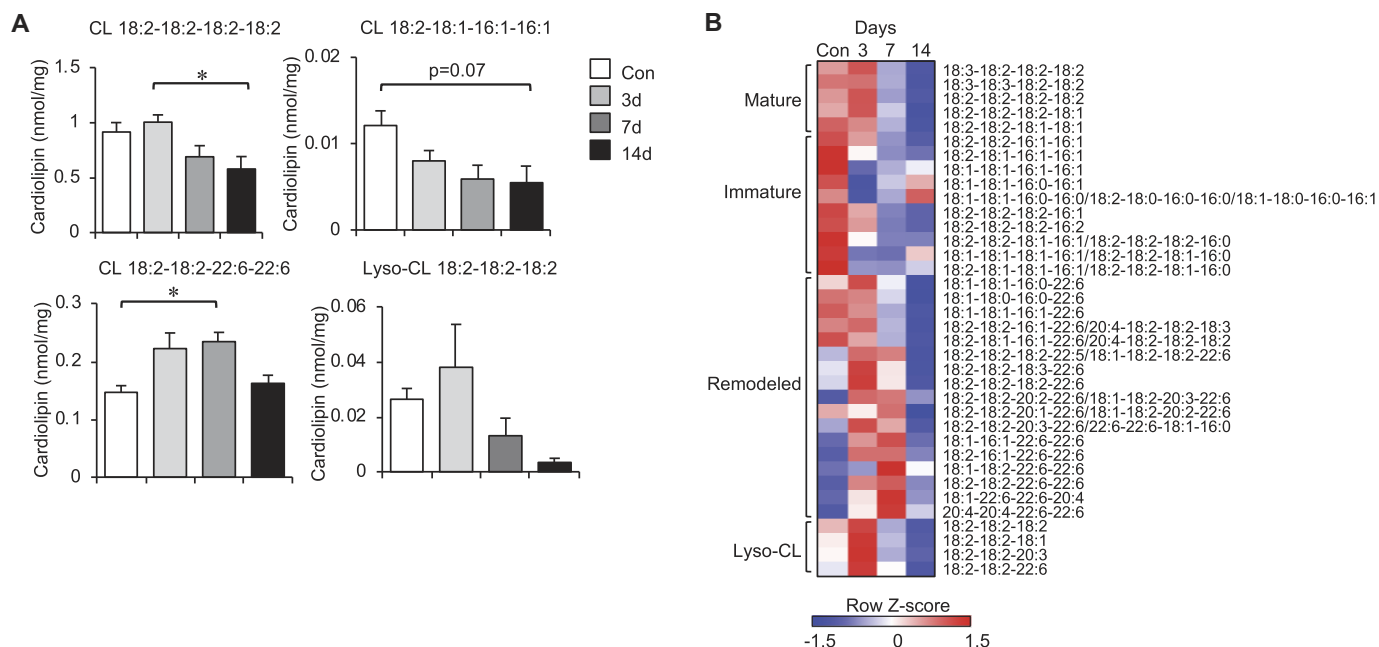 A
CL 18:2-18:2-18:2-18:2
Cardiolipin (nmol/mg)
1.5
1
0.5
0
*
CL 18:2-18:1-16:1-16:1
Cardiolipin (nmol/mg)
0.02
0.01
0
p=0.07
Con
3d
7d
14d
CL 18:2-18:2-22:6-22:6
Cardiolipin (nmol/mg)
0.3
0.2
0.1
0
*
Lyso-CL 18:2-18:2-18:2
Cardiolipin (nmol/mg)
0.06
0.04
0.02
0
B
Days
Con 3 7 14
Mature
18:3-18:2-18:2-18:2
18:3-18:3-18:2-18:2
18:2-18:2-18:2-18:2
18:2-18:2-18:2-18:1
18:2-18:2-18:1-18:1
Immature
18:2-18:2-16:1-16:1
18:2-18:1-16:1-16:1
18:1-18:1-16:1-16:1
18:1-18:1-16:0-16:1
18:1-18:1-16:0-16:0/18:2-18:0-16:0-16:0/18:1-18:0-16:0-16:1
18:2-18:2-18:2-16:1
18:2-18:2-18:2-16:2
18:2-18:2-18:1-16:1/18:2-18:2-18:2-16:0
18:1-18:1-18:1-16:1/18:2-18:2-18:1-16:0
18:2-18:1-18:1-16:1/18:2-18:2-18:1-16:0
Remodeled
18:1-18:1-16:0-22:6
18:1-18:0-16:0-22:6
18:1-18:1-16:1-22:6
18:2-18:2-16:1-22:6/20:4-18:2-18:2-18:3
18:2-18:1-16:1-22:6/20:4-18:2-18:2-18:2
18:2-18:2-18:2-22:5/18:1-18:2-18:2-22:6
18:2-18:2-18:3-22:6
18:2-18:2-18:2-22:6
18:2-18:2-20:2-22:6/18:1-18:2-20:3-22:6
18:2-18:2-20:1-22:6/18:1-18:2-20:2-22:6
18:2-18:2-20:3-22:6/22:6-22:6-18:1-16:0
18:1-16:1-22:6-22:6
18:2-16:1-22:6-22:6
18:1-18:2-22:6-22:6
18:2-18:2-22:6-22:6
18:1-22:6-22:6-20:4
20:4-20:4-22:6-22:6
Lyso-CL
18:2-18:2-18:2
18:2-18:2-18:1
18:2-18:2-20:3
18:2-18:2-22:6
Row Z-score
-1.5 0 1.5